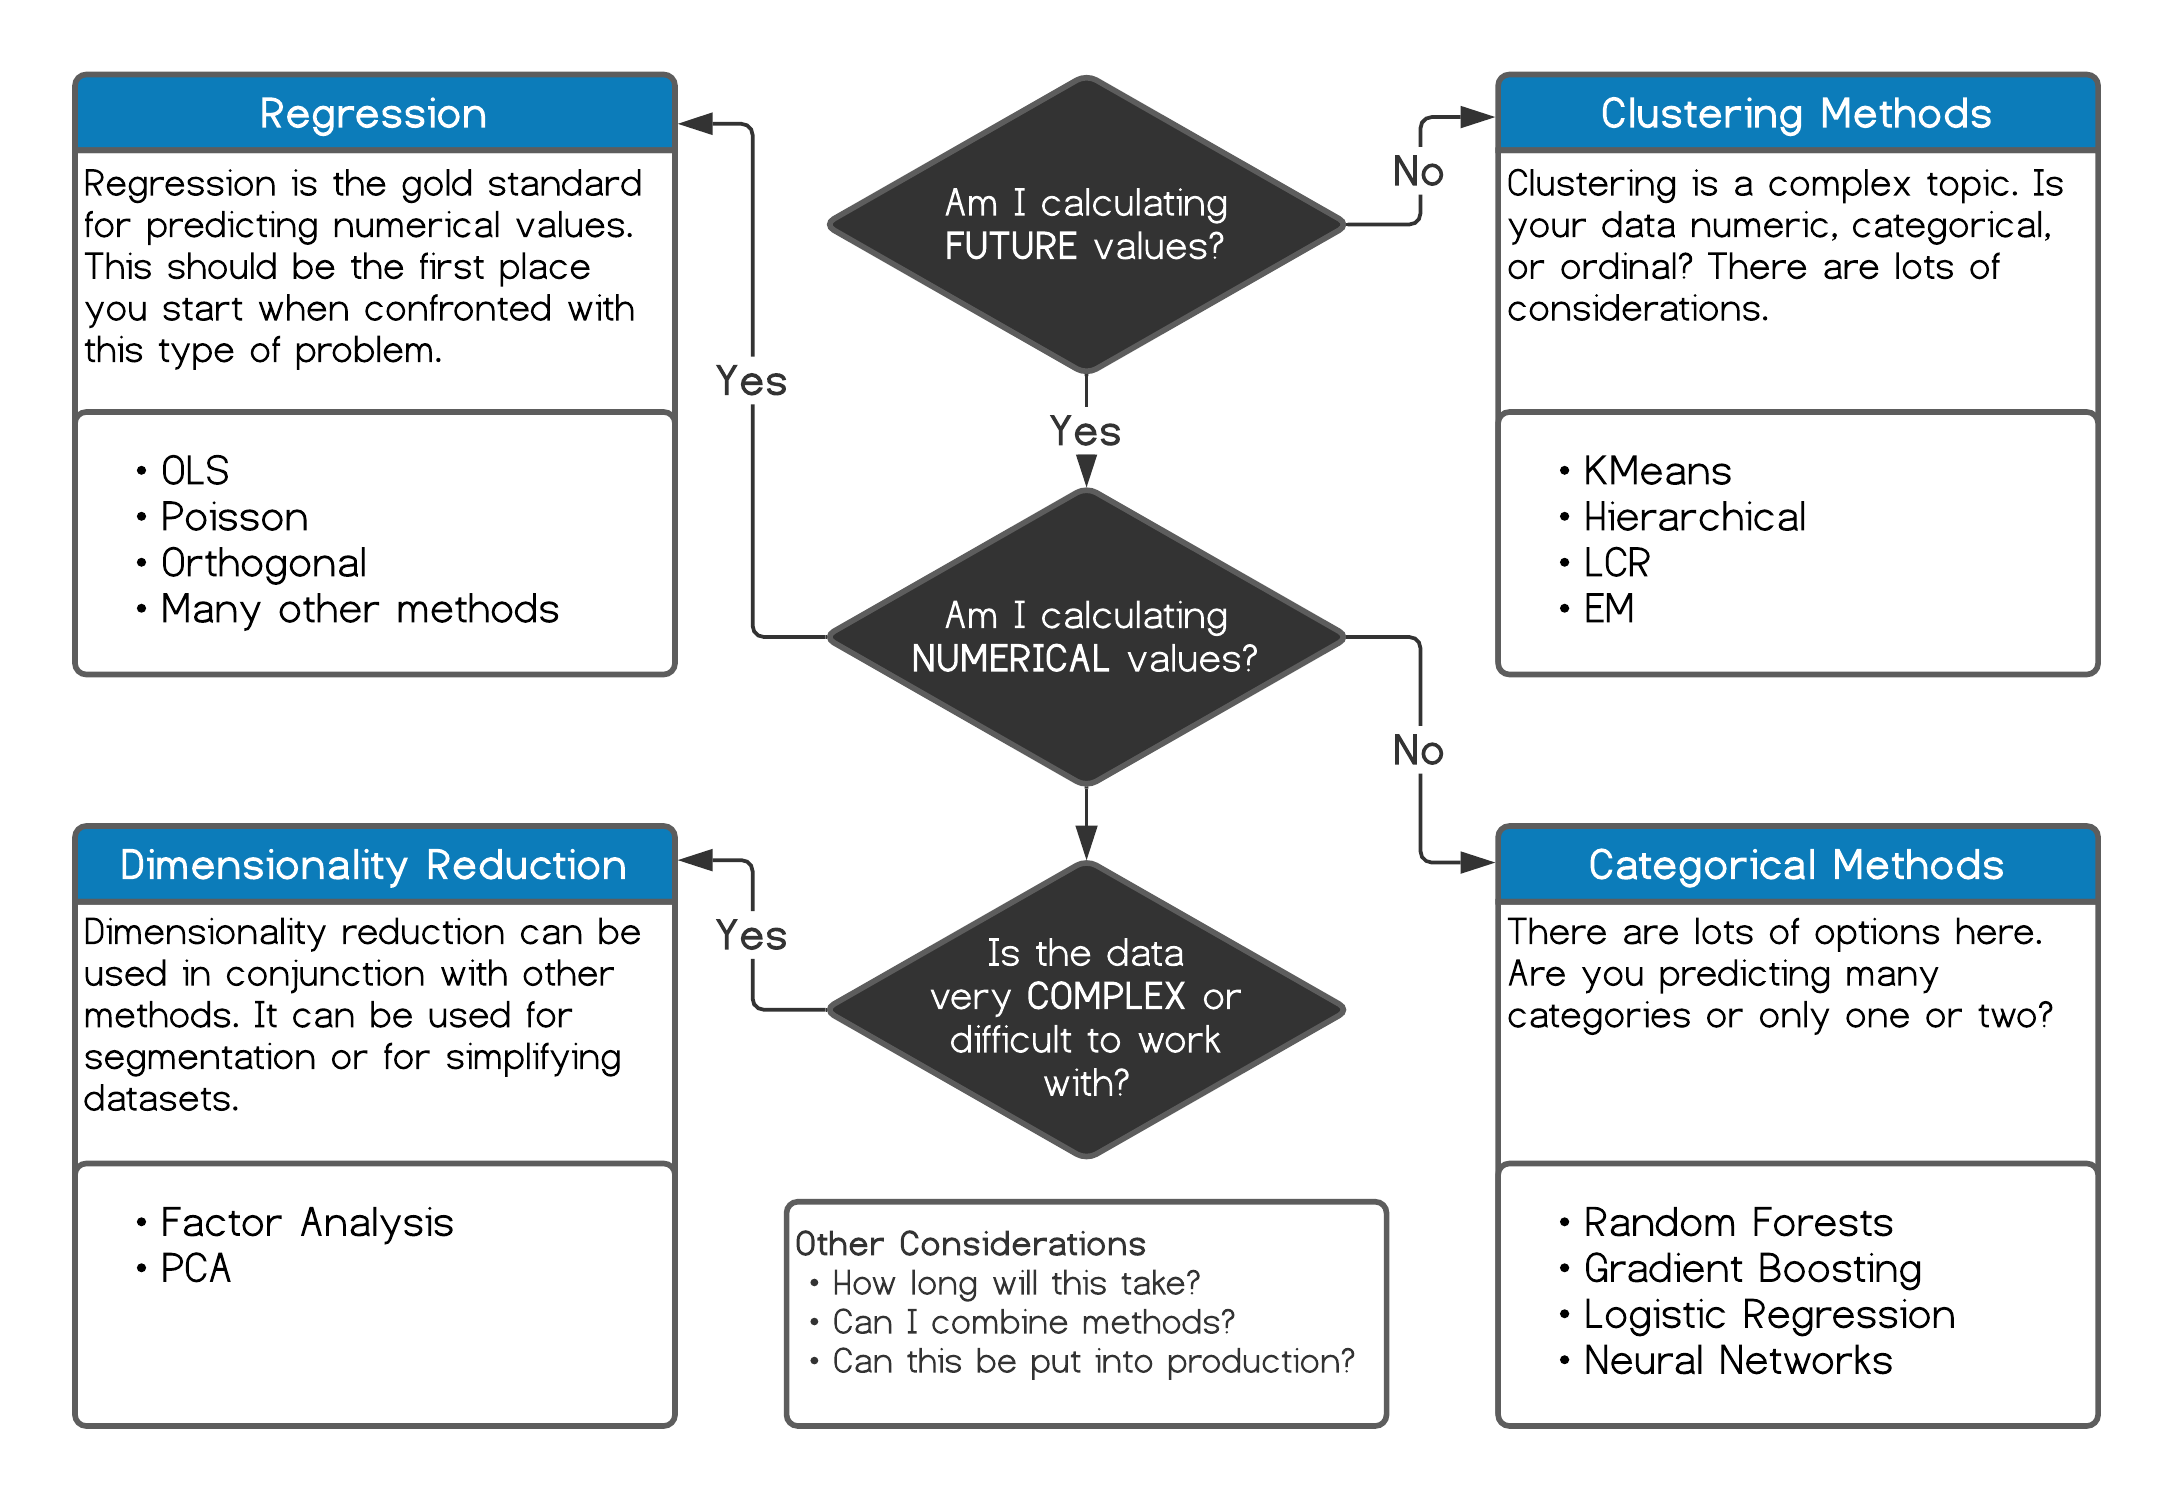 Regression
Regression is the gold standard
for predicting numerical values.
This should be the first place
you start when confronted with
this type of problem.
• OLS
• Poisson
• Orthogonal
• Many other methods
Am I calculating
FUTURE values?
No
Yes
Clustering Methods
Clustering is a complex topic. Is
your data numeric, categorical,
or ordinal? There are lots of
considerations.
• KMeans
• Hierarchical
• LCR
• EM
Yes
Am I calculating
NUMERICAL values?
No
Dimensionality Reduction
Dimensionality reduction can be
used in conjunction with other
methods. It can be used for
segmentation or for simplifying
datasets.
• Factor Analysis
• PCA
Yes
Is the data
very COMPLEX or
difficult to work
with?
Categorical Methods
There are lots of options here.
Are you predicting many
categories or only one or two?
• Random Forests
• Gradient Boosting
• Logistic Regression
• Neural Networks
Other Considerations
• How long will this take?
• Can I combine methods?
• Can this be put into production?